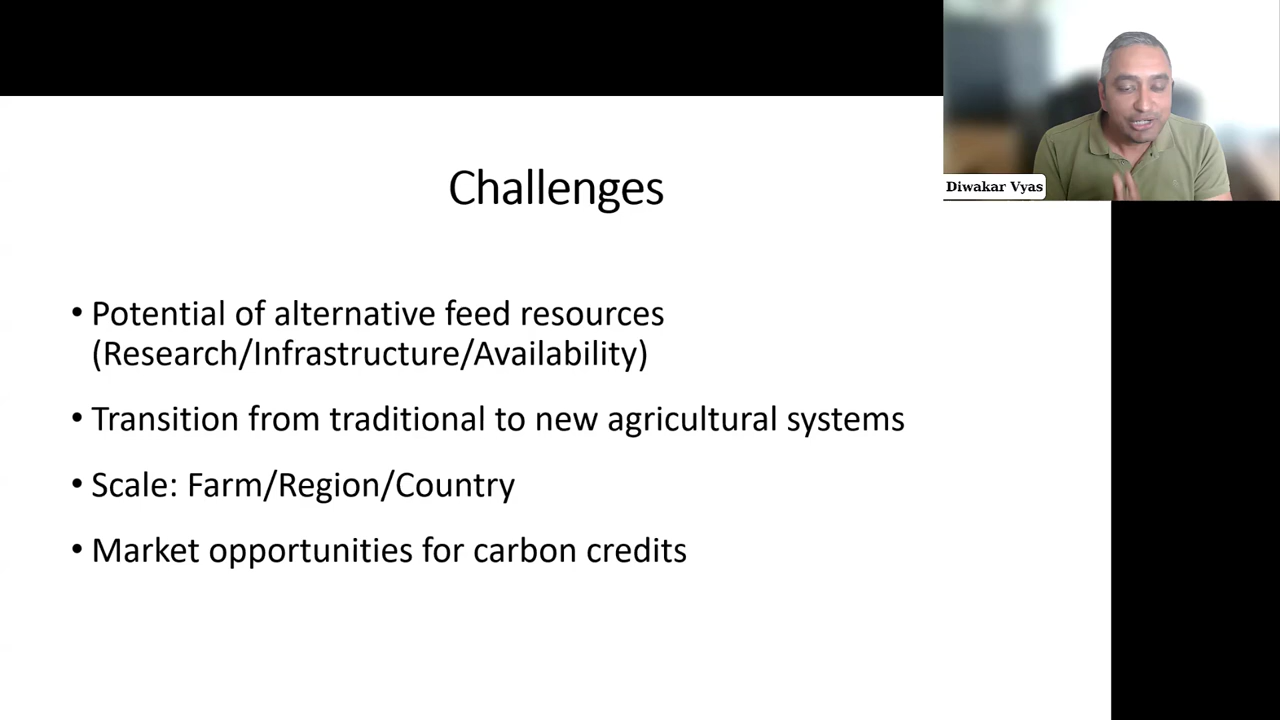 Diwakar Vyas
Challenges
• Potential of alternative feed resources
(Research/Infrastructure/Availability)
• Transition from traditional to new agricultural systems
• Scale: Farm/Region/Country
• Market opportunities for carbon credits